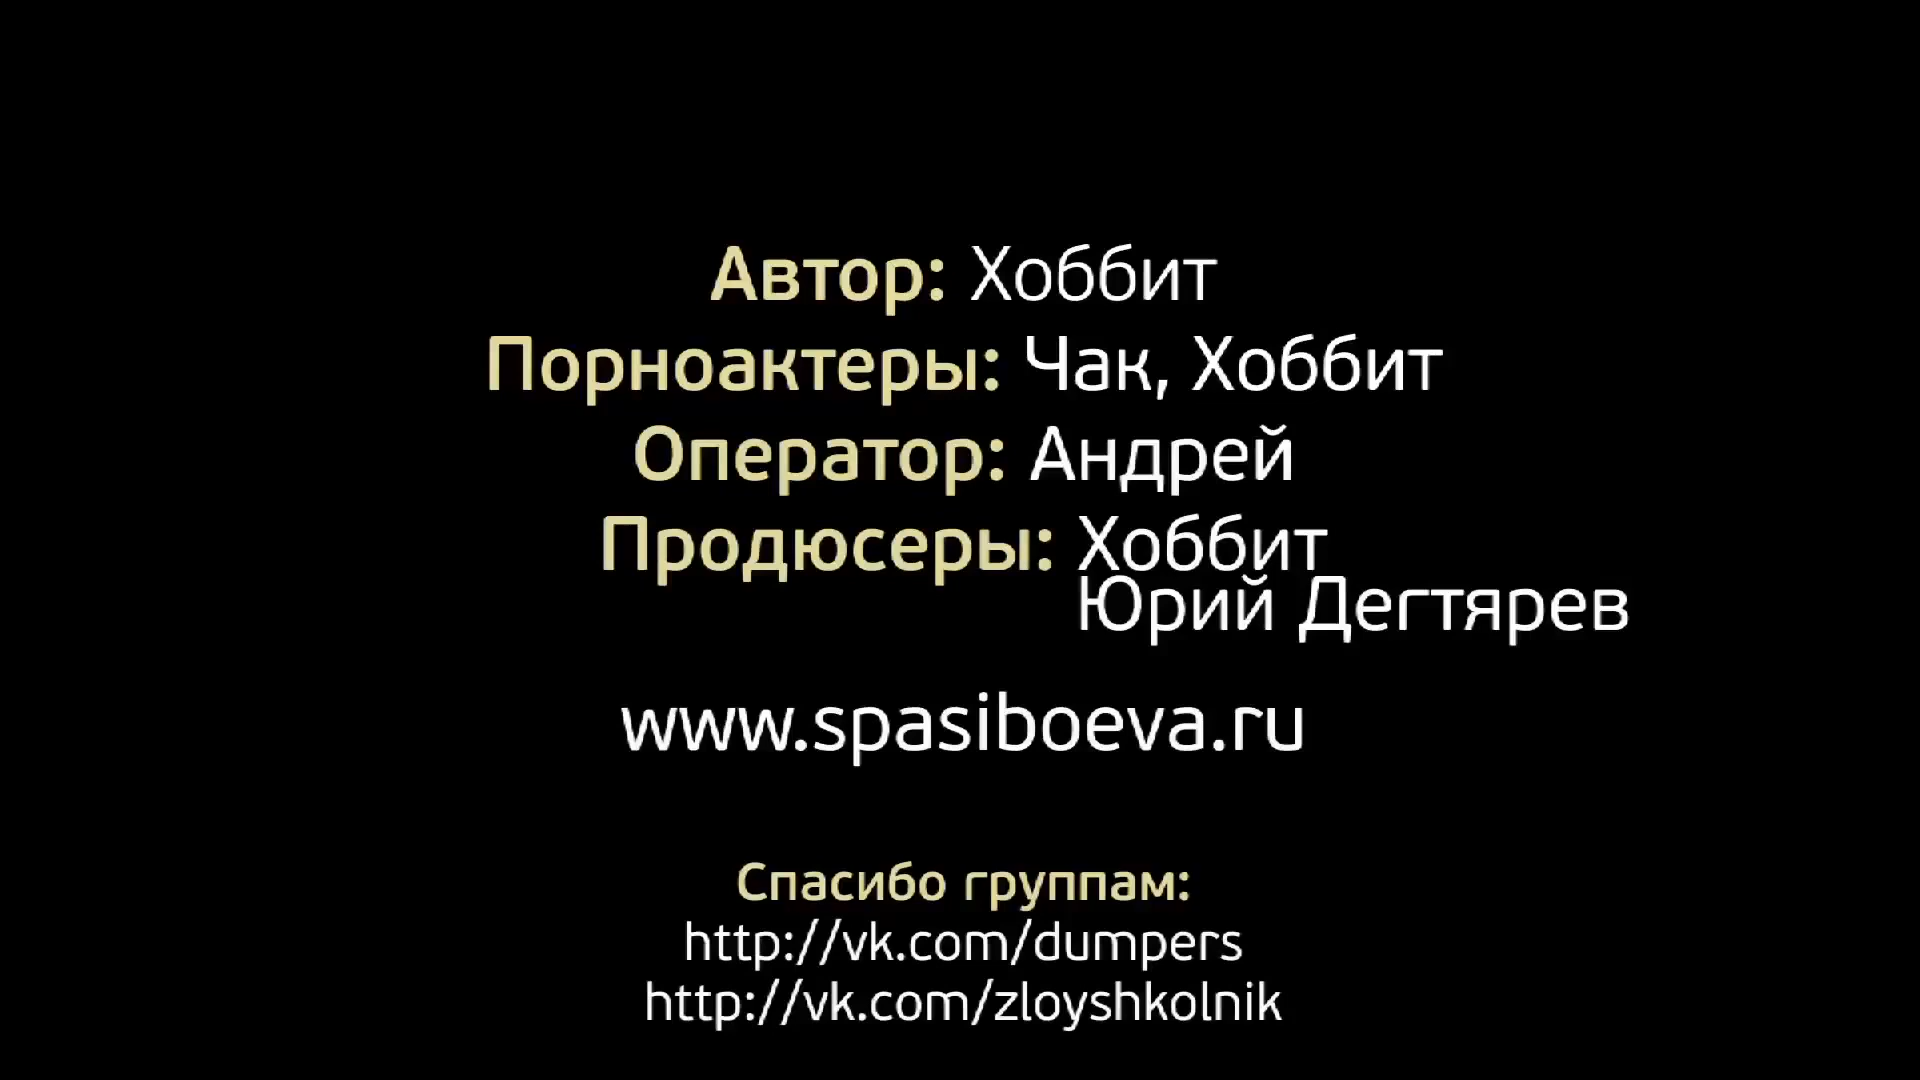 Автор: Хоббит
Порноактеры: Чак, Хоббит
Оператор: Андрей
Продюсеры: Хоббит
Юрий Дегтярев
www.spasiboeva.ru
Спасибо группам:
http://vk.com/dumpers
http://vk.com/zloyshkolnik